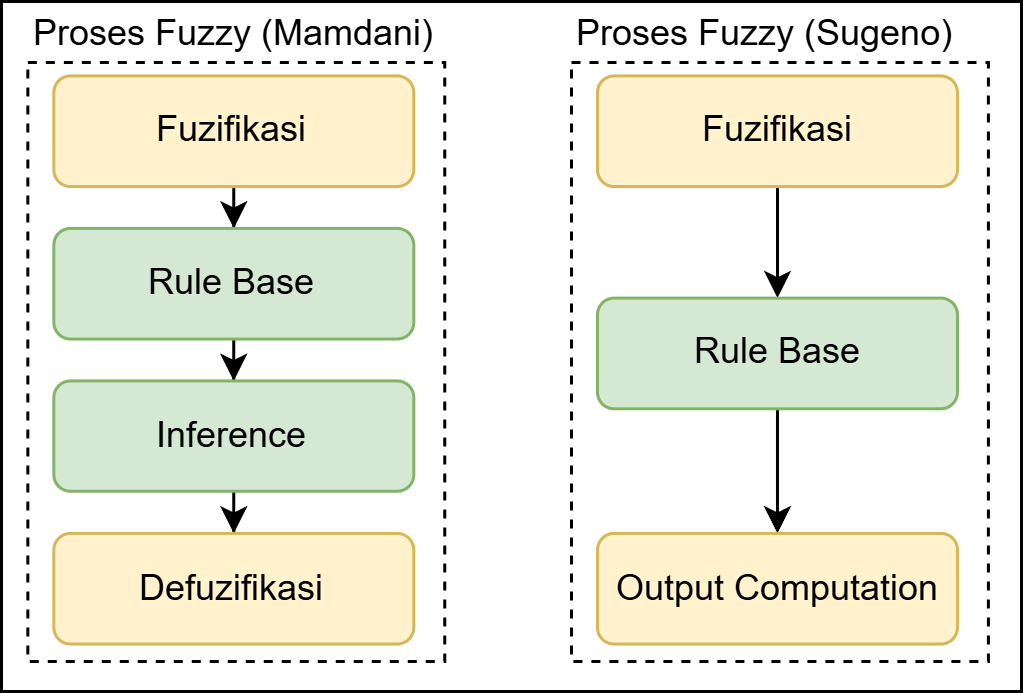 Proses Fuzzy (Mamdani)
Fuzifikasi
Rule Base
Inference
Defuzifikasi
Proses Fuzzy (Sugeno)
Fuzifikasi
Rule Base
Output Computation